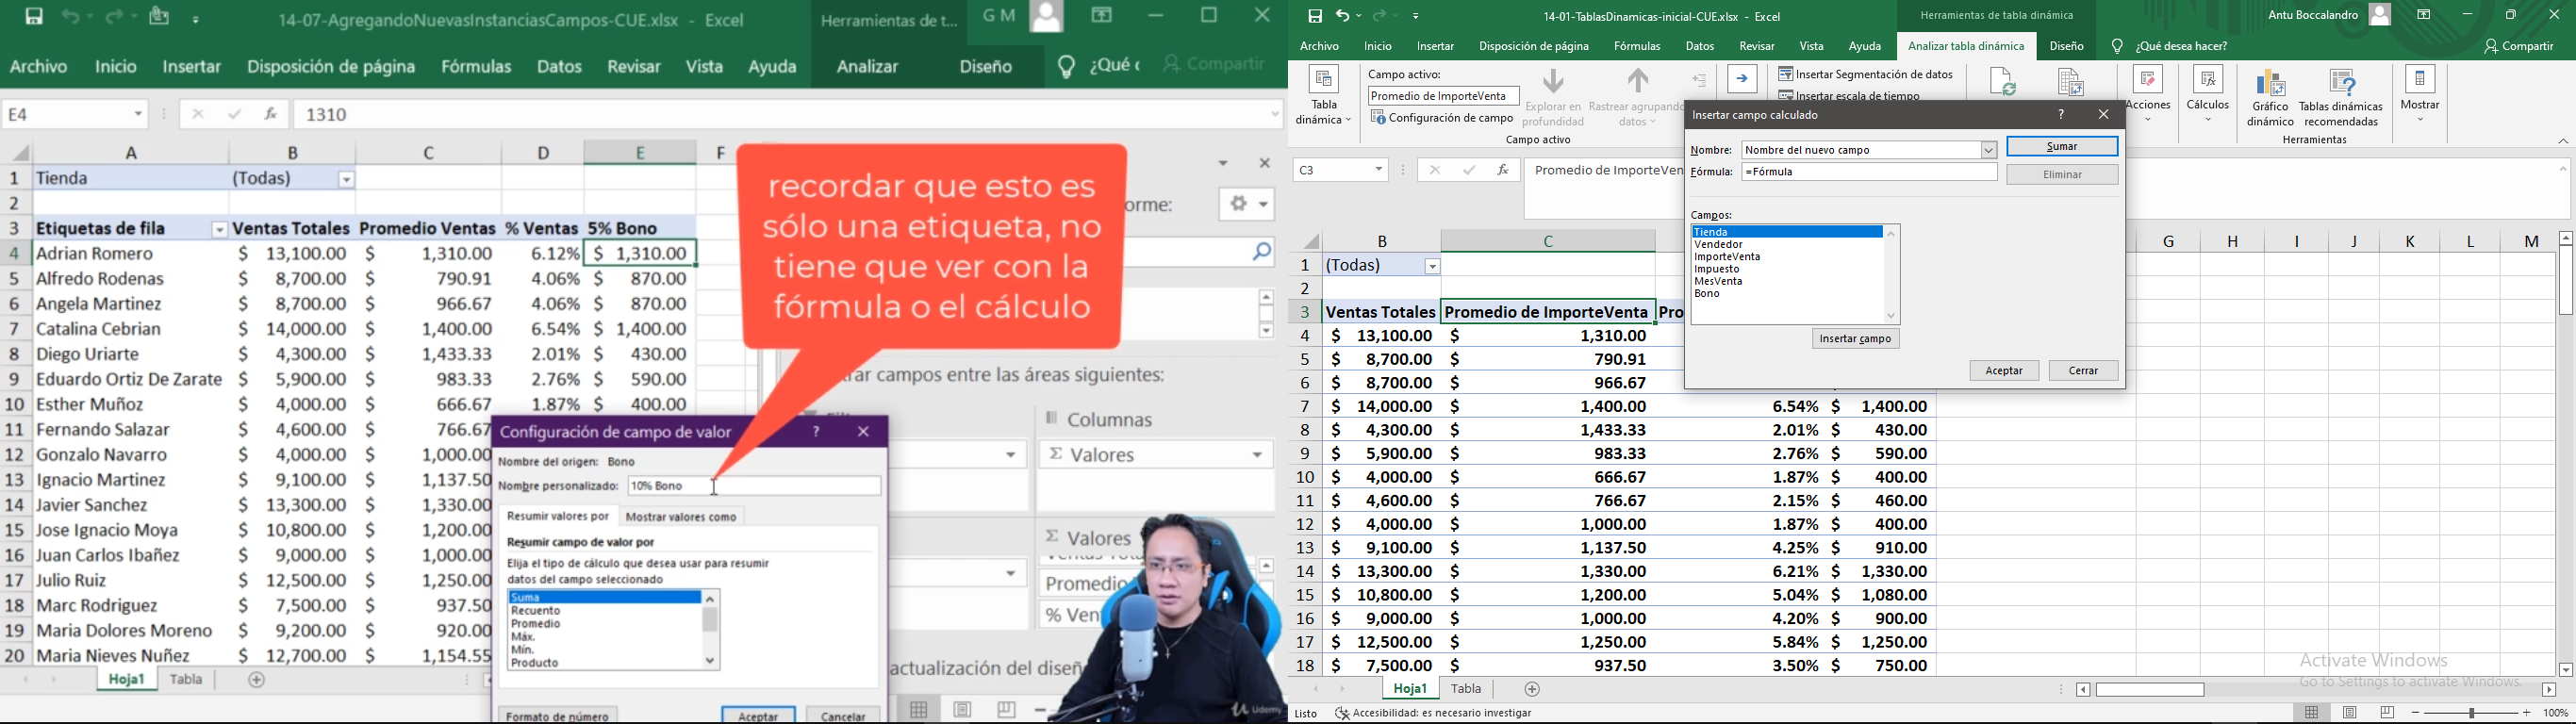 14-07-AgregandoNuevasInstanciasCampos-CUE.xlsx - Excel
Herramientas de t...
G M
Archivo Inicio Insertar Disposición de página Fórmulas Datos Revisar Vista Ayuda Analizar Diseño ¿Qué Compartir
E4 fx 1310
A B C D E F
1 Tienda (Todas)
2
3 Etiquetas de fila Ventas Totales Promedio Ventas % Ventas 5% Bono
4 Adrian Romero $ 13,100.00 $ 1,310.00 6.12% $ 1,310.00
5 Alfredo Rodenas $ 8,700.00 $ 790.91 4.06% $ 870.00
6 Angela Martinez $ 8,700.00 $ 966.67 4.06% $ 870.00
7 Catalina Cebrian $ 14,000.00 $ 1,400.00 6.54% $ 1,400.00
8 Diego Uriarte $ 4,300.00 $ 1,433.33 2.01% $ 430.00
9 Eduardo Ortiz De Zarate $ 5,900.00 $ 983.33 2.76% $ 590.00
10 Esther Muñoz $ 4,000.00 $ 666.67 1.87% $ 400.00
11 Fernando Salazar $ 4,600.00 $ 766.67
12 Gonzalo Navarro $ 4,000.00 $ 1,000.00
13 Ignacio Martinez $ 9,100.00 $ 1,137.50
14 Javier Sanchez $ 13,300.00 $ 1,330.00
15 Jose Ignacio Moya $ 10,800.00 $ 1,200.00
16 Juan Carlos Ibañez $ 9,000.00 $ 1,000.00
17 Julio Ruiz $ 12,500.00 $ 1,250.00
18 Marc Rodriguez $ 7,500.00 $ 937.50
19 Maria Dolores Moreno $ 9,200.00 $ 920.00
20 Maria Nieves Nuñez $ 12,700.00 $ 1,154.55
Hoja1 Tabla
recordar que esto es
sólo una etiqueta, no
tiene que ver con la
fórmula o el cálculo
orme:
rar campos entre las áreas siguientes:
Columnas
Σ Valores
Σ Valores
Promedio
% Ven
actualización del diseñ
Configuración de campo de valor ?
Nombre del origen: Bono
Nombre personalizado: 10% Bono
Resumir valores por Mostrar valores como
Resumir campo de valor por
Elija el tipo de cálculo que desea usar para resumir
datos del campo seleccionado
Suma
Recuento
Promedio
Máx.
Mín.
Producto
Formato de número Aceptar Cancelar
Udemy
14-01-TablasDinamicas-inicial-CUE.xlsx - Excel
Herramientas de tabla dinámica
Antu Boccalandro
Archivo Inicio Insertar Disposición de página Fórmulas Datos Revisar Vista Ayuda Analizar tabla dinámica Diseño ¿Qué desea hacer? Compartir
Tabla
dinámica
Campo activo:
Promedio de ImporteVenta
Configuración de campo
Explorar en
profundidad
Rastrear agrupando
datos
Campo activo
Insertar Segmentación de datos
Insertar escala de tiempo
Acciones
Cálculos
Gráfico
dinámico
Tablas dinámicas
recomendadas
Herramientas
Mostrar
C3 fx Promedio de ImporteVen
Insertar campo calculado ?
Nombre: Nombre del nuevo campo Sumar
Fórmula: =Fórmula Eliminar
Campos:
Tienda
Vendedor
ImporteVenta
Impuesto
MesVenta
Bono
Insertar campo
Aceptar Cerrar
B C G H I J K L M
1 (Todas)
2
3 Ventas Totales Promedio de ImporteVenta Pro
4 $ 13,100.00 $ 1,310.00
5 $ 8,700.00 $ 790.91
6 $ 8,700.00 $ 966.67
7 $ 14,000.00 $ 1,400.00 6.54% $ 1,400.00
8 $ 4,300.00 $ 1,433.33 2.01% $ 430.00
9 $ 5,900.00 $ 983.33 2.76% $ 590.00
10 $ 4,000.00 $ 666.67 1.87% $ 400.00
11 $ 4,600.00 $ 766.67 2.15% $ 460.00
12 $ 4,000.00 $ 1,000.00 1.87% $ 400.00
13 $ 9,100.00 $ 1,137.50 4.25% $ 910.00
14 $ 13,300.00 $ 1,330.00 6.21% $ 1,330.00
15 $ 10,800.00 $ 1,200.00 5.04% $ 1,080.00
16 $ 9,000.00 $ 1,000.00 4.20% $ 900.00
17 $ 12,500.00 $ 1,250.00 5.84% $ 1,250.00
18 $ 7,500.00 $ 937.50 3.50% $ 750.00
Activate Windows
Go to Settings to activate Windows.
Hoja1 Tabla
Listo Accesibilidad: es necesario investigar 100%